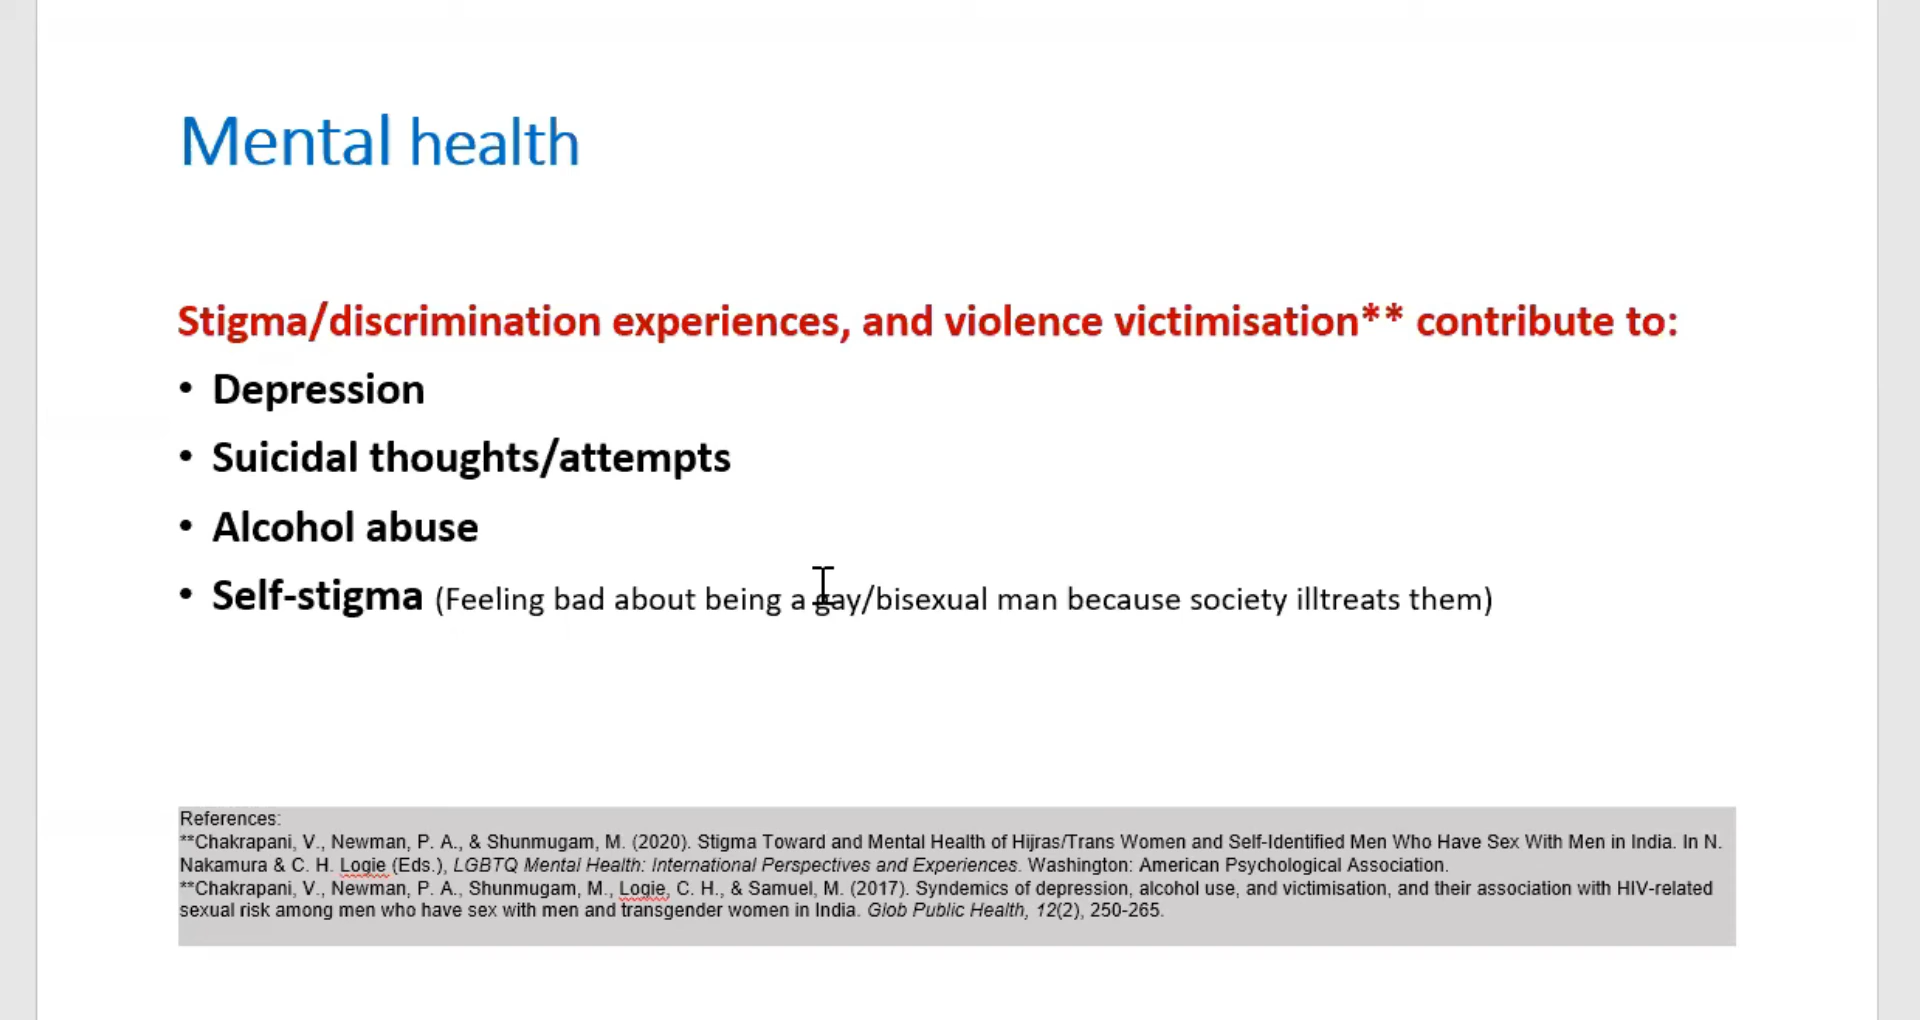 Mental health
Stigma/discrimination experiences, and violence victimisation** contribute to:
• Depression
• Suicidal thoughts/attempts
• Alcohol abuse
• Self-stigma (Feeling bad about being a gay/bisexual man because society illtreats them)
References:
**Chakrapani, V., Newman, P. A., & Shunmugam, M. (2020). Stigma Toward and Mental Health of Hijras/Trans Women and Self-Identified Men Who Have Sex With Men in India. In N.
Nakamura & C. H. Logie (Eds.), LGBTQ Mental Health: International Perspectives and Experiences. Washington: American Psychological Association.
**Chakrapani, V., Newman, P. A., Shunmugam, M., Logie, C. H., & Samuel, M. (2017). Syndemics of depression, alcohol use, and victimisation, and their association with HIV-related
sexual risk among men who have sex with men and transgender women in India. Glob Public Health, 12(2), 250-265.